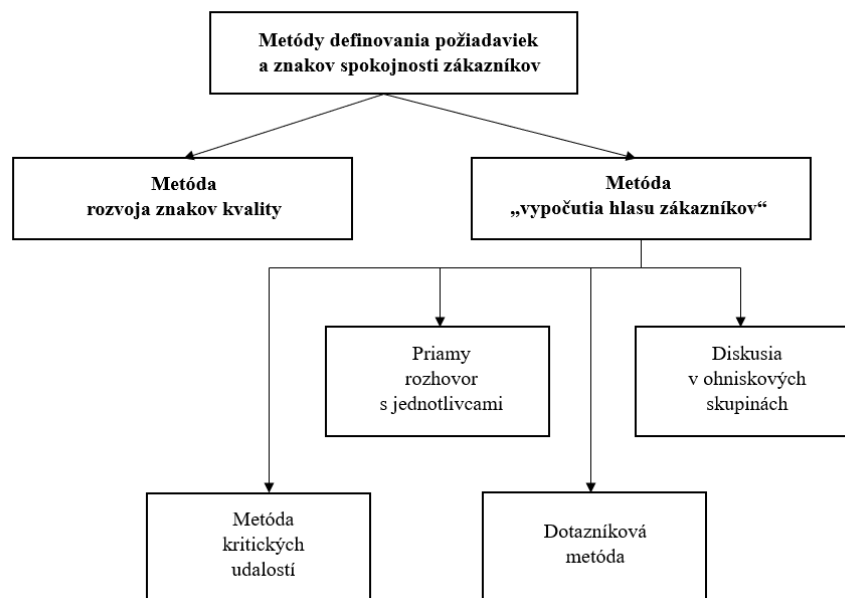 Metódy definovania požiadaviek
a znakov spokojnosti zákazníkov
Metóda
rozvoja znakov kvality
Metóda
„vypočutia hlasu zákazníkov“
Priamy
rozhovor
s jednotlivcami
Diskusia
v ohniskových
skupinách
Metóda
kritických
udalostí
Dotazníková
metóda